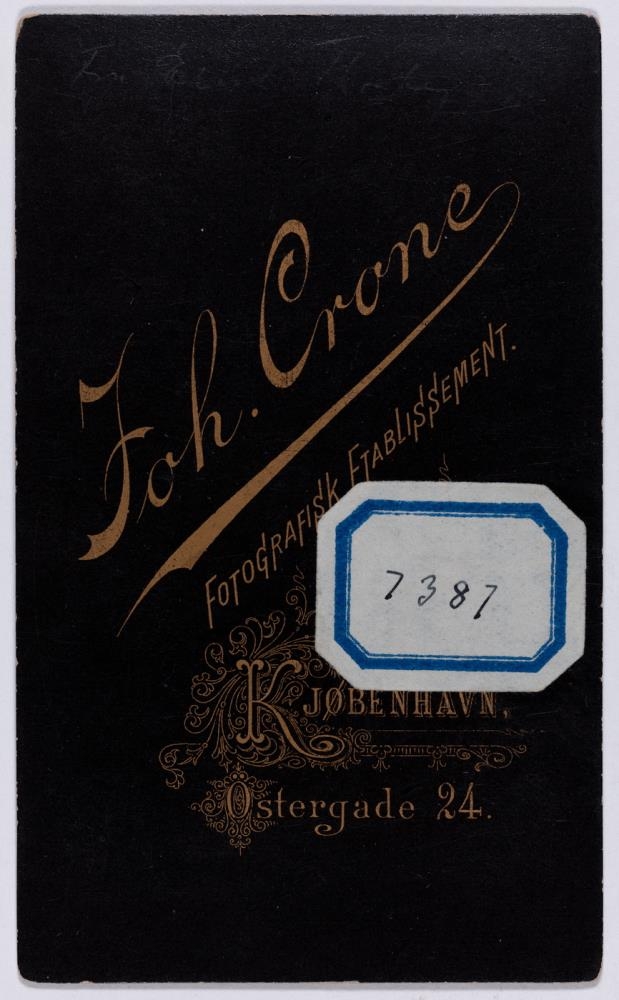 Joh. Crone
FOTOGRAFISK ETABLISSEMENT.
7387
KJØBENHAVN,
Østergade 24.